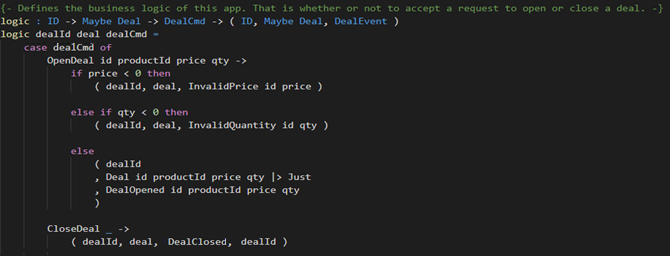 {- Defines the business logic of this app. That is whether or not to accept a request to open or close a deal. -}
logic : ID -> Maybe Deal -> DealCmd -> ( ID, Maybe Deal, DealEvent )
logic dealId deal dealCmd =
    case dealCmd of
        OpenDeal id productId price qty ->
            if price < 0 then
                ( dealId, deal, InvalidPrice id price )

            else if qty < 0 then
                ( dealId, deal, InvalidQuantity id qty )

            else
                ( dealId
                , Deal id productId price qty |> Just
                , DealOpened id productId price qty
                )

        CloseDeal _ ->
            ( dealId, deal, DealClosed, dealId )